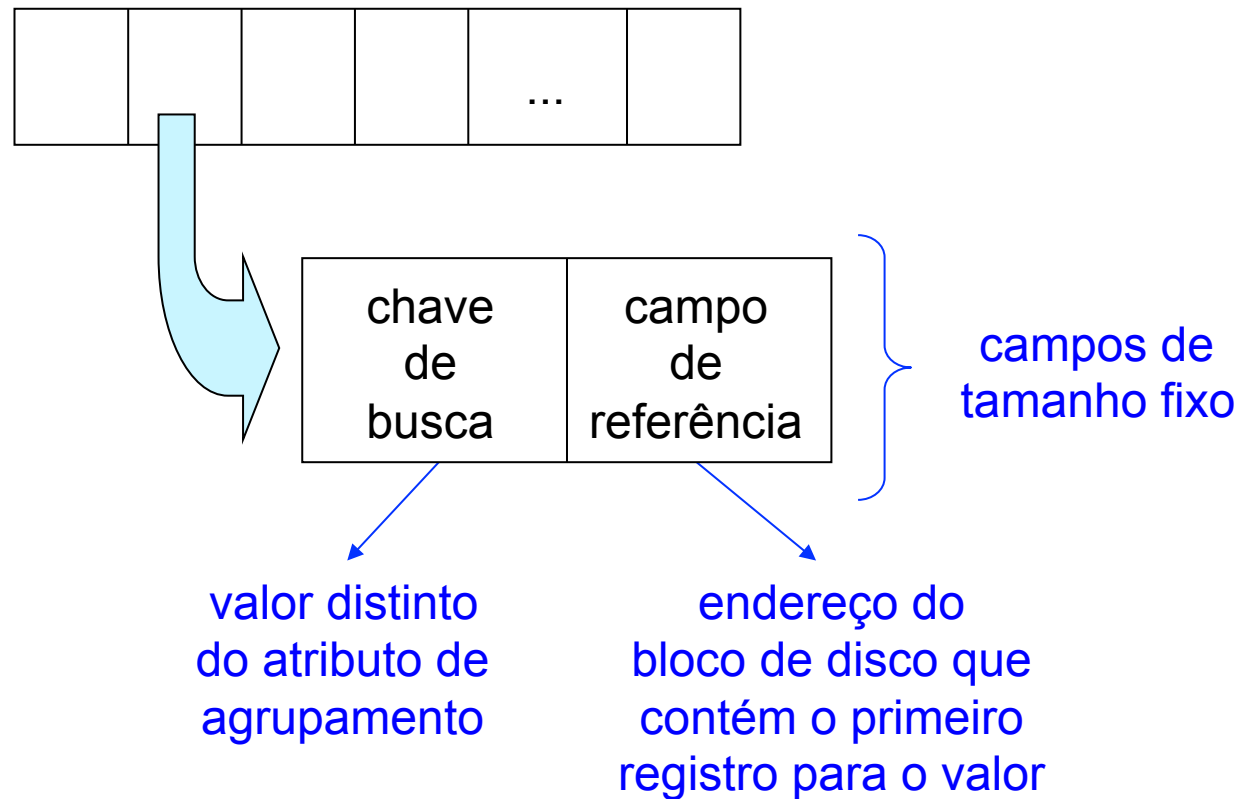 ...
chave
de
busca
campo
de
referência
campos de
tamanho fixo
valor distinto
do atributo de
agrupamento
endereço do
bloco de disco que
contém o primeiro
registro para o valor